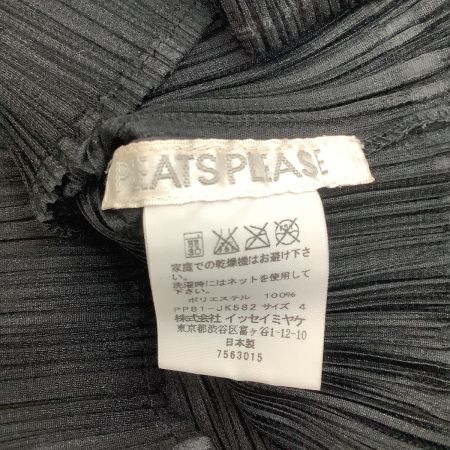 PLEATS PLEASE
家庭での乾燥機はお避け下さい。
洗濯時にはネットを使用して下さい。
ポリエステル 100%
PP81-JK582 サイズ 4
株式会社 イッセイミヤケ
東京都渋谷区富ヶ谷1-12-10
日本製
7563015